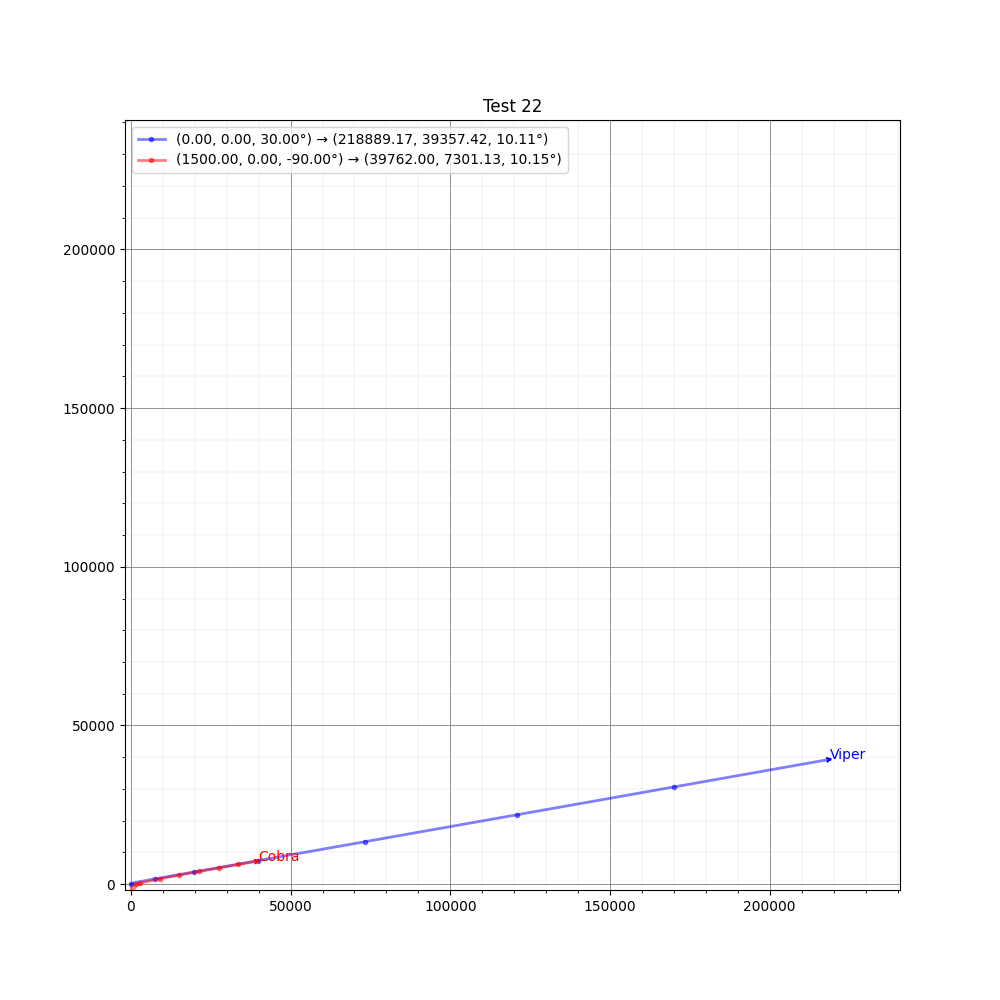 Test 22
(0.00, 0.00, 30.00°) → (218889.17, 39357.42, 10.11°)
(1500.00, 0.00, -90.00°) → (39762.00, 7301.13, 10.15°)
200000
150000
100000
50000
0
Viper
Cobra
0 50000 100000 150000 200000